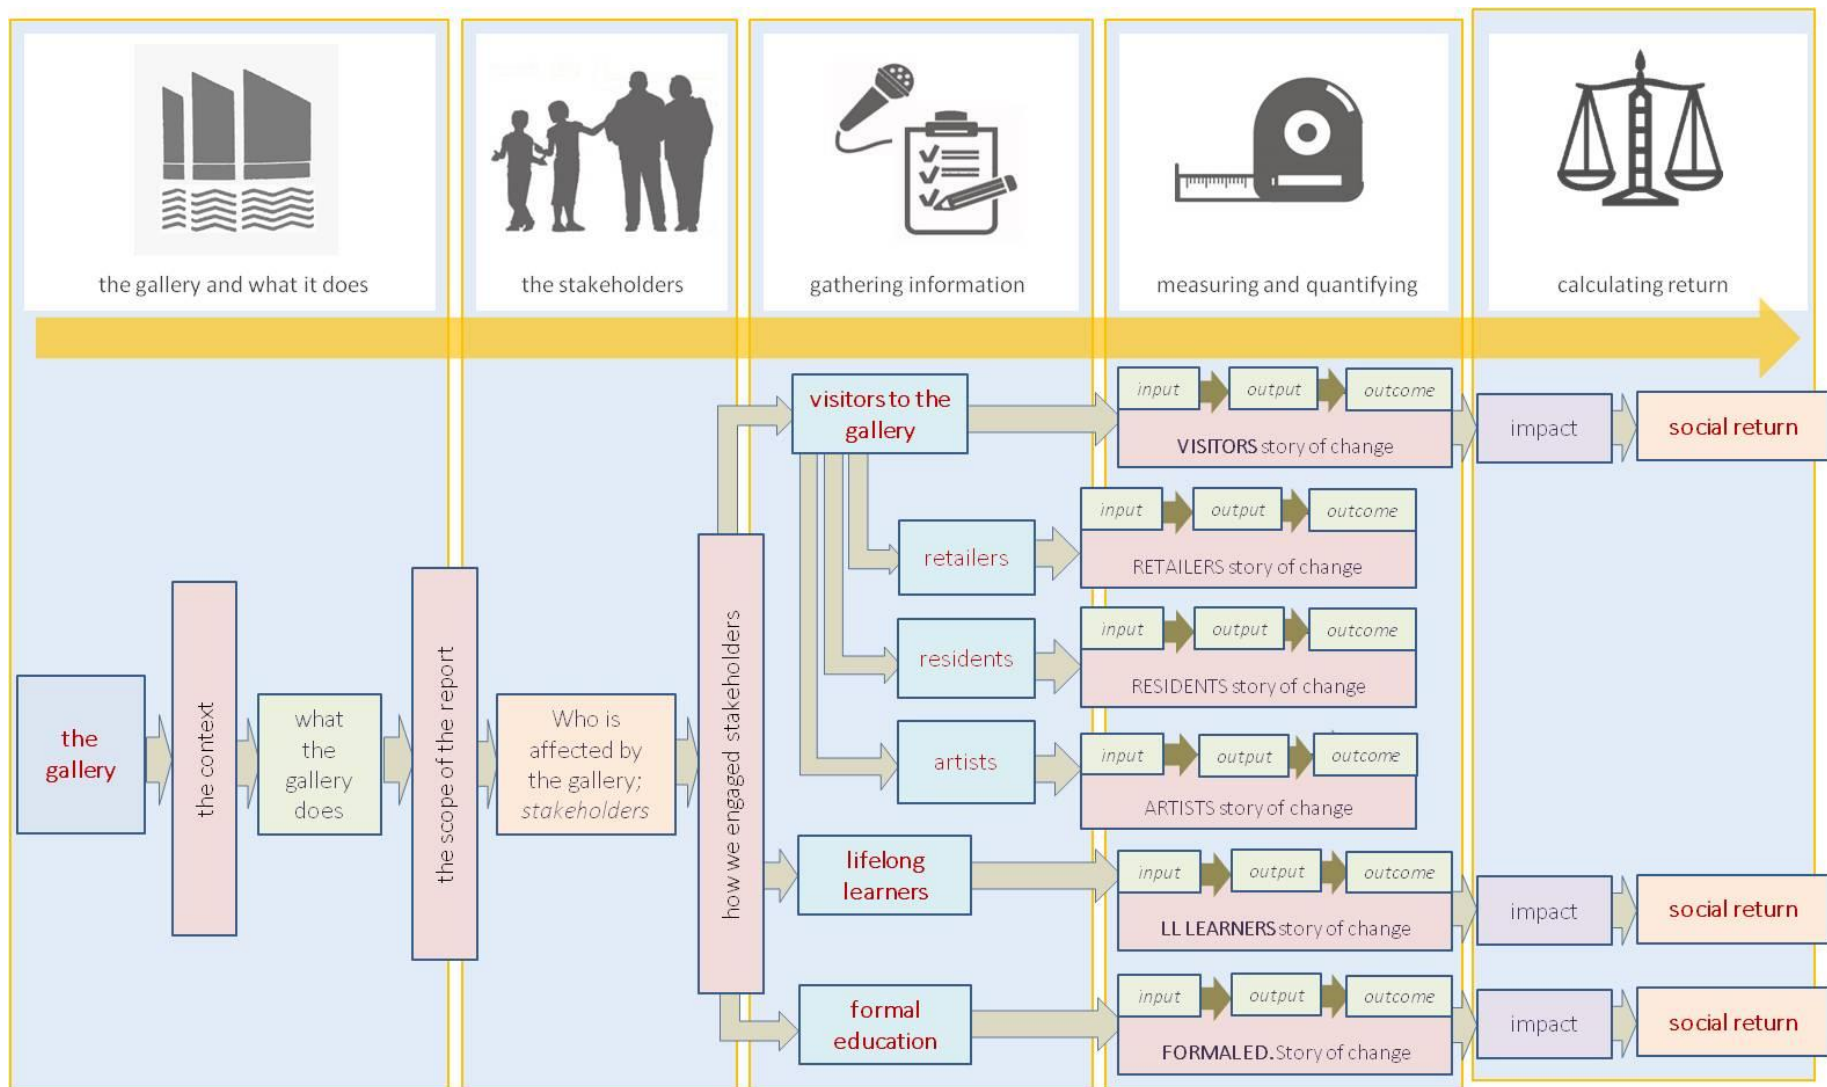 the gallery and what it does
the stakeholders
gathering information
measuring and quantifying
calculating return
the
gallery
the context
what
the
gallery
does
the scope of the report
Who is
affected by
the gallery;
stakeholders
how we engaged stakeholders
visitors to the
gallery
input
output
outcome
VISITORS story of change
impact
social return
retailers
input
output
outcome
RETAILERS story of change
residents
input
output
outcome
RESIDENTS story of change
artists
input
output
outcome
ARTISTS story of change
lifelong
learners
input
output
outcome
LL LEARNERS story of change
impact
social return
formal
education
input
output
outcome
FORMALED. Story of change
impact
social return